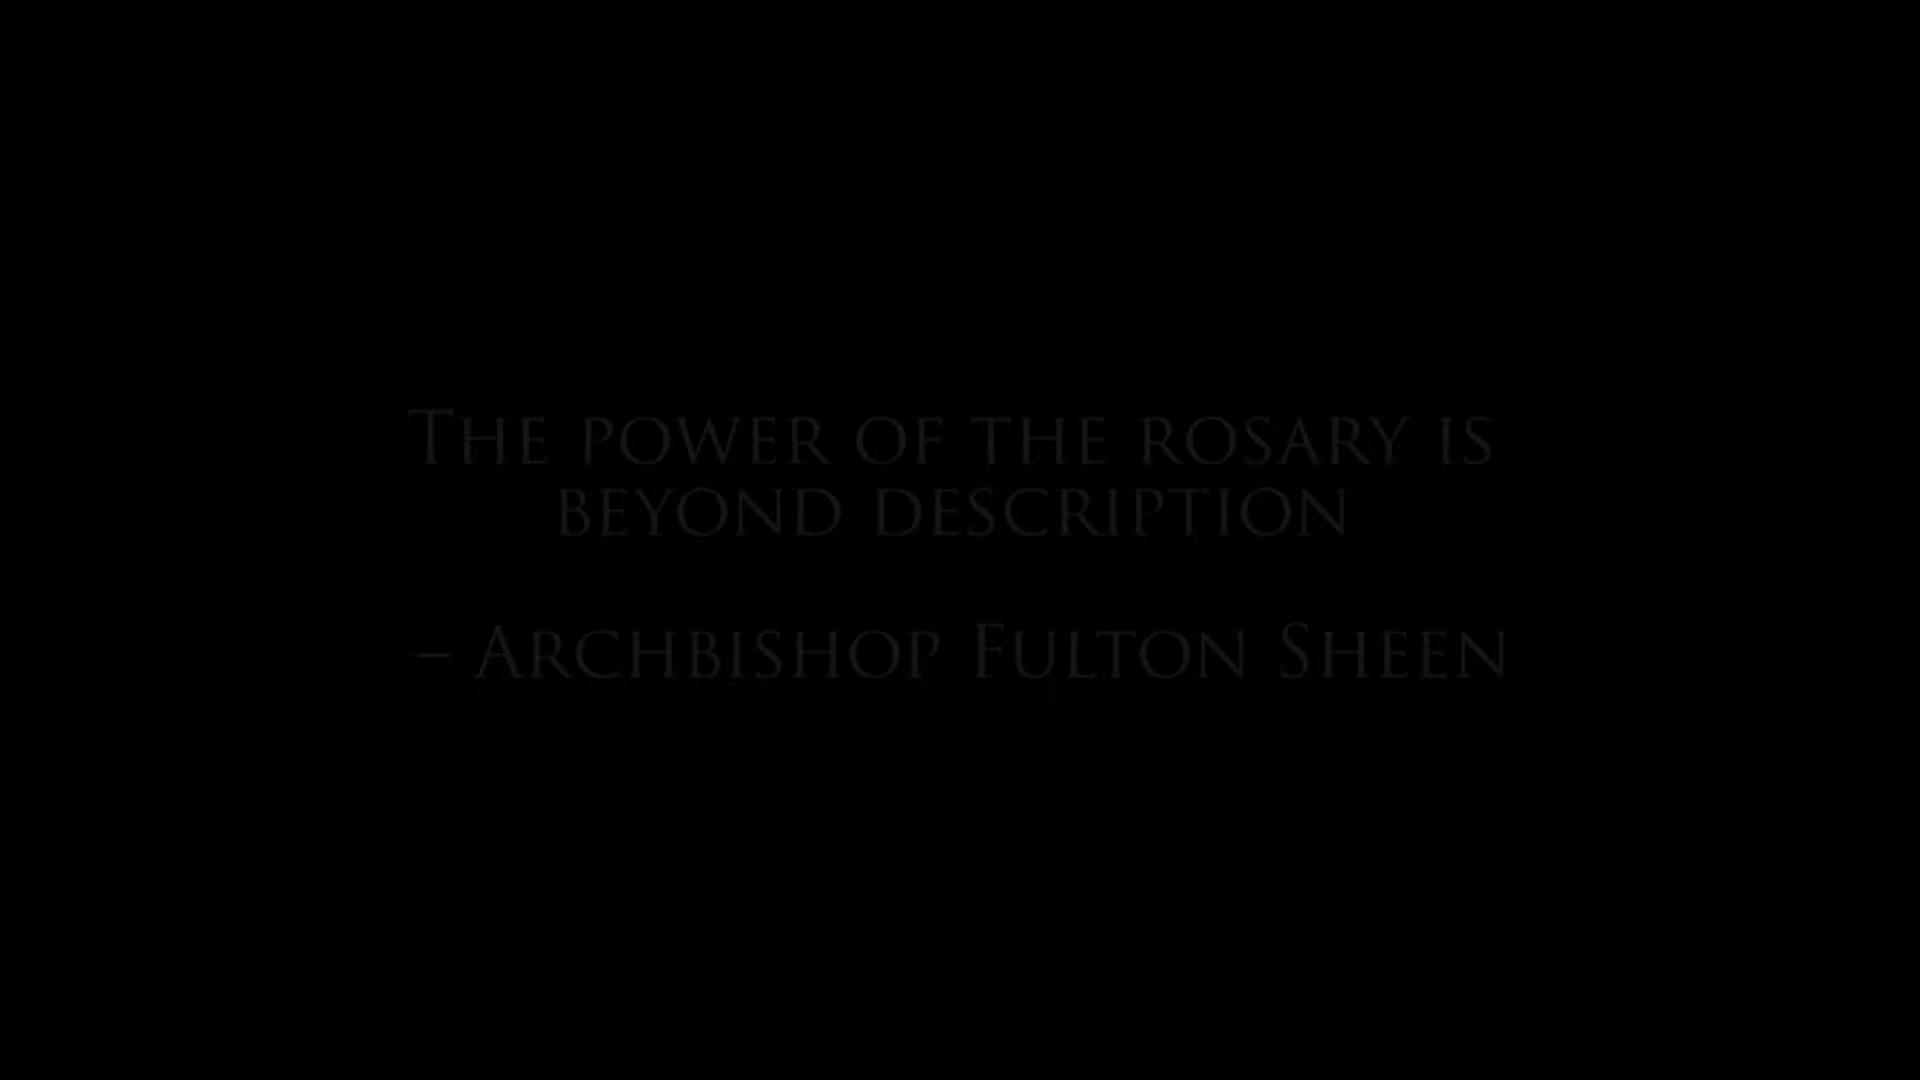 The power of the rosary is
beyond description
– Archbishop Fulton Sheen